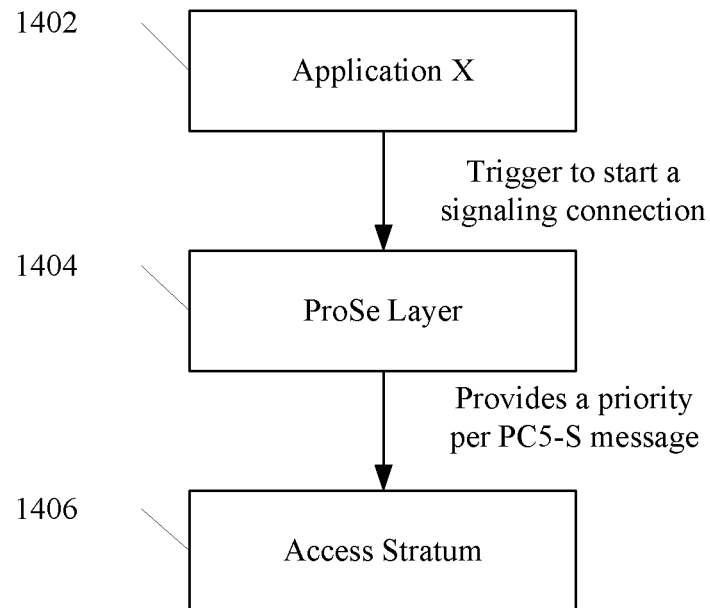 1402
Application X
Trigger to start a
signaling connection
1404
ProSe Layer
Provides a priority
per PC5-S message
1406
Access Stratum